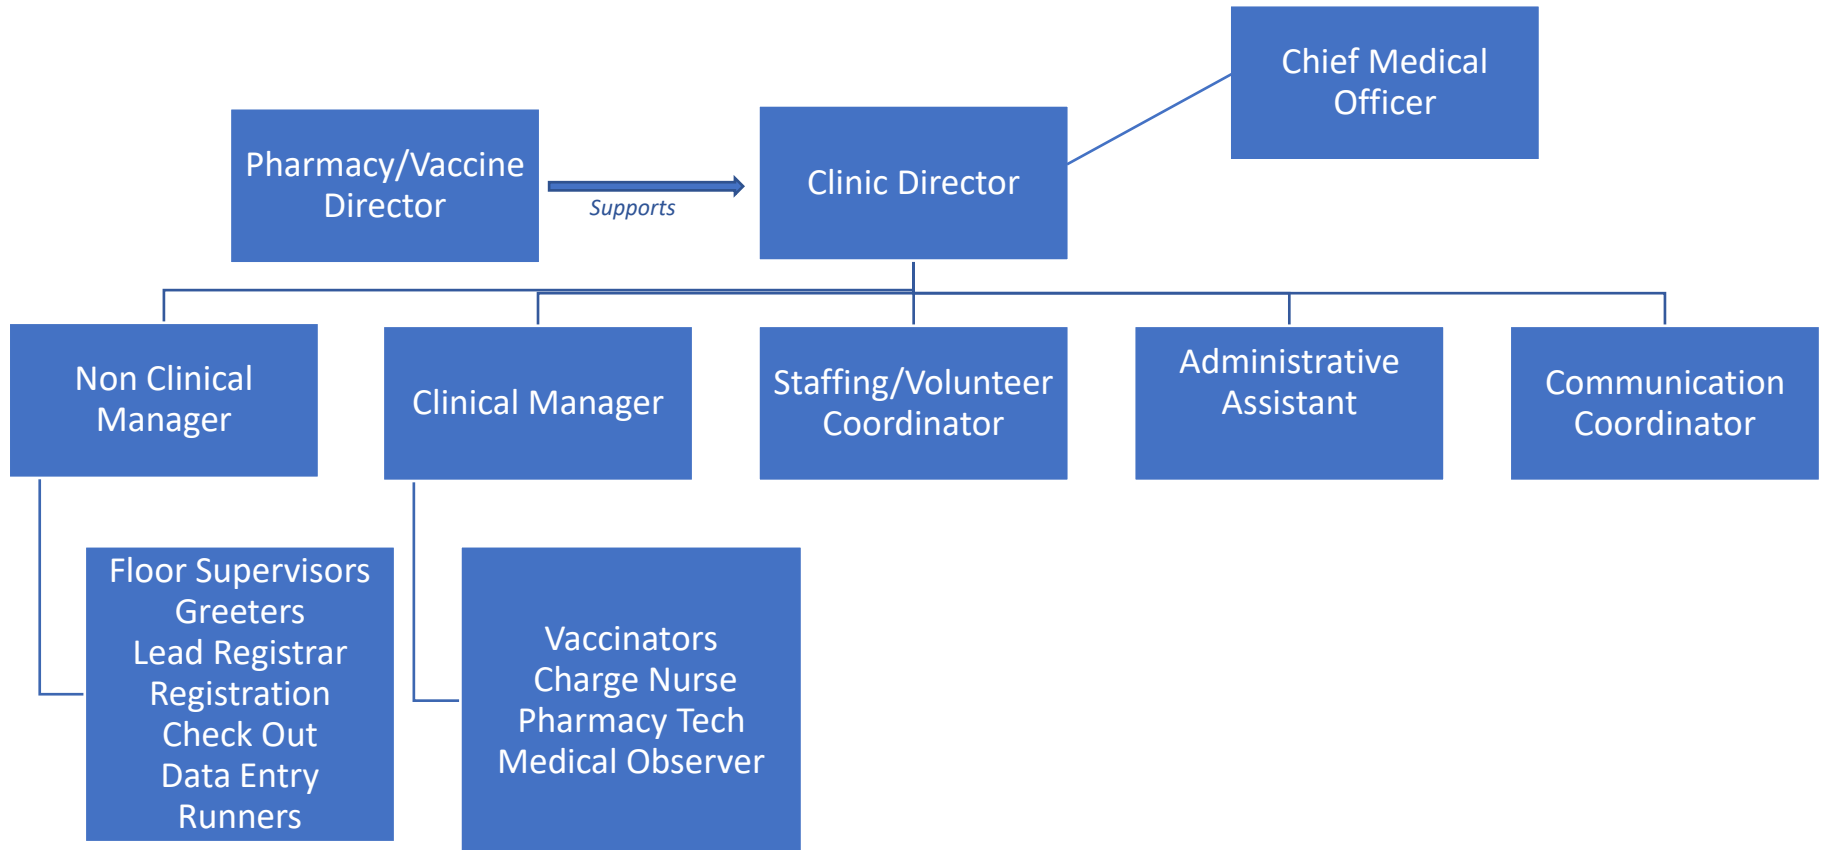 Chief Medical
Officer
Pharmacy/Vaccine
Director
Supports
Clinic Director
Non Clinical
Manager
Clinical Manager
Staffing/Volunteer
Coordinator
Administrative
Assistant
Communication
Coordinator
Floor Supervisors
Greeters
Lead Registrar
Registration
Check Out
Data Entry
Runners
Vaccinators
Charge Nurse
Pharmacy Tech
Medical Observer